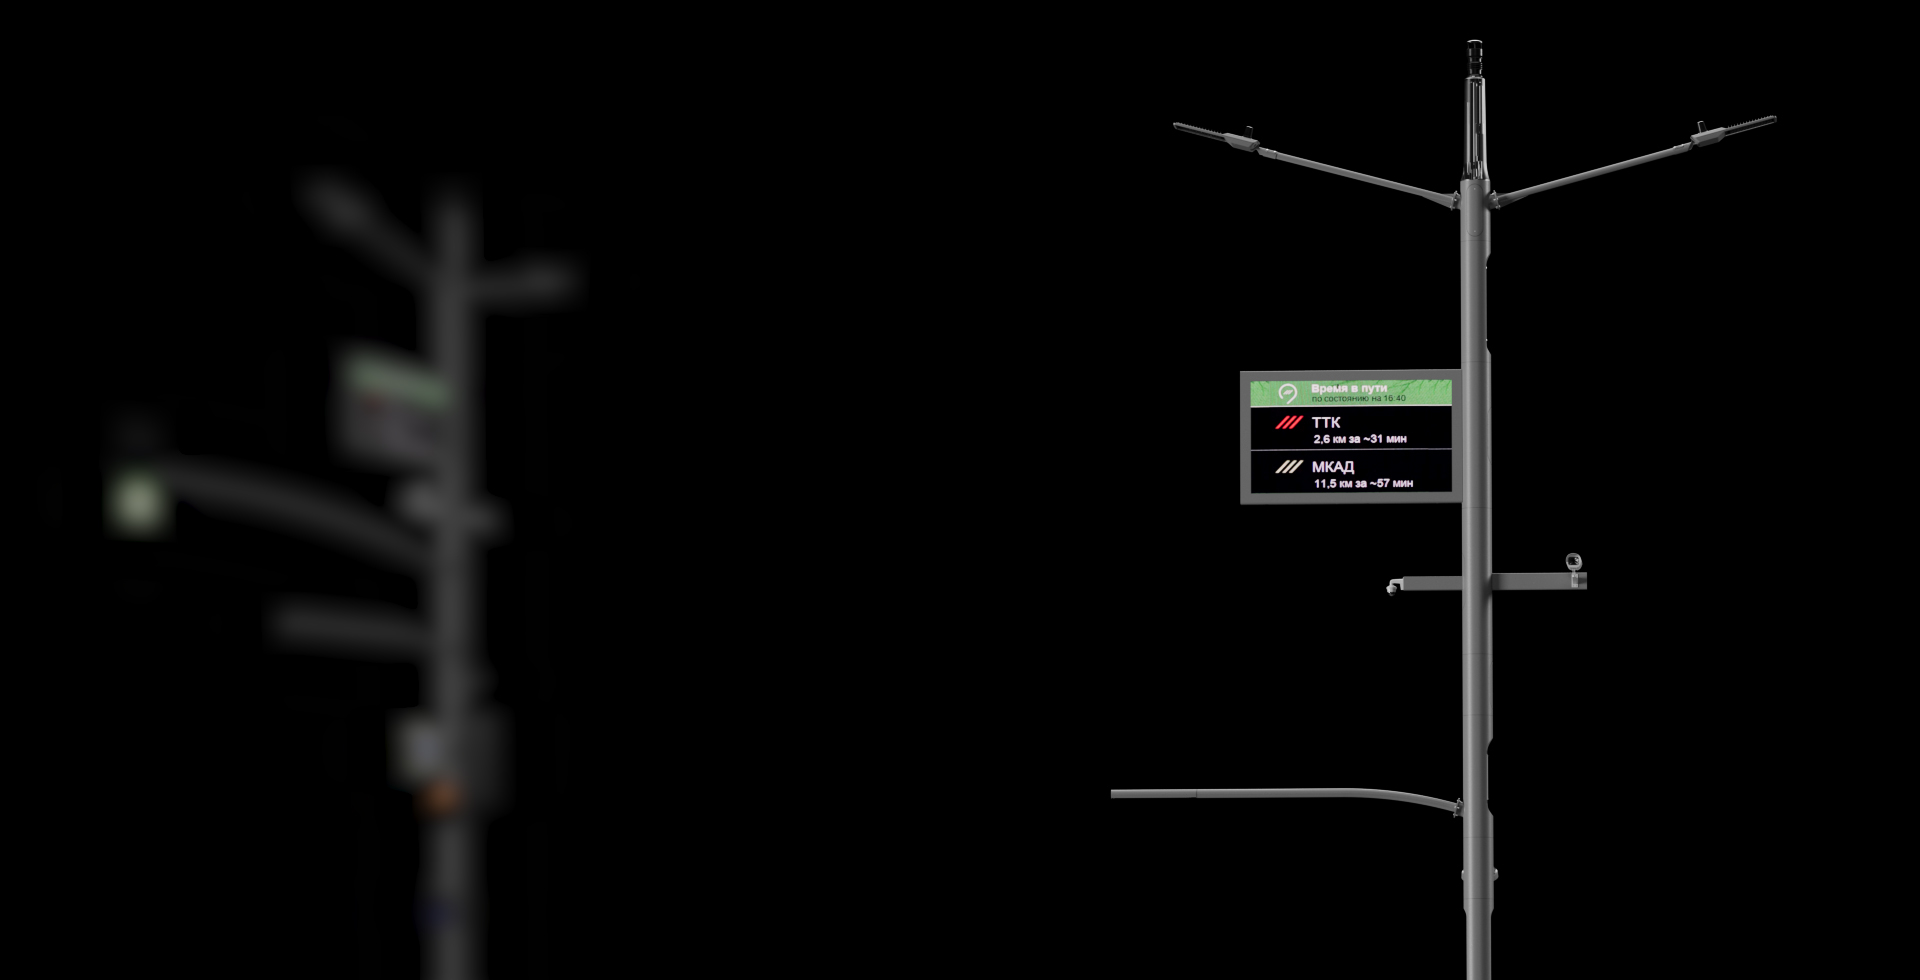 Время в пути
по состоянию на 16:40
ТТК
2,6 км за ~31 мин
МКАД
11,5 км за ~57 мин